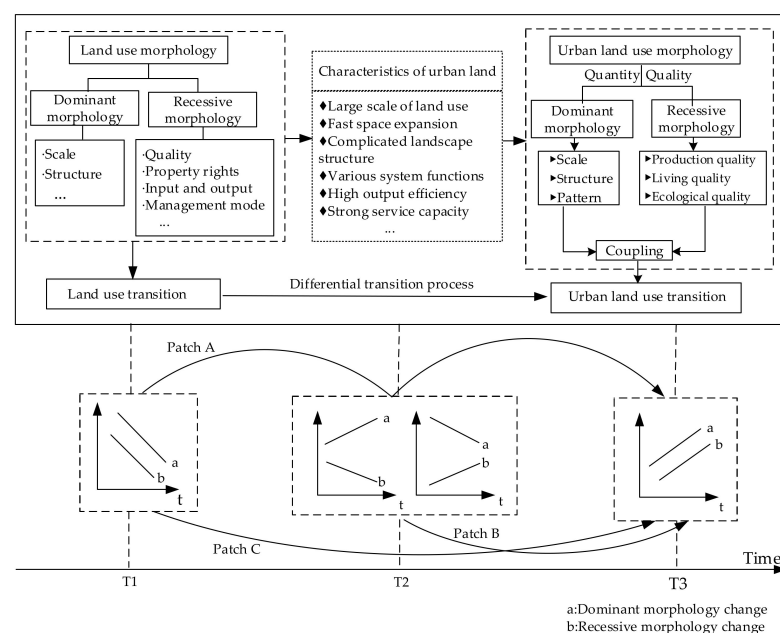 Land use morphology
Dominant
morphology
Recessive
morphology
·Scale
·Structure
...
·Quality
·Property rights
·Input and output
·Management mode
...
Land use transition
Characteristics of urban land
♦Large scale of land use
♦Fast space expansion
♦Complicated landscape
structure
♦Various system functions
♦High output efficiency
♦Strong service capacity
...
Differential transition process
Urban land use morphology
Quantity
Quality
Dominant
morphology
Recessive
morphology
▸Scale
▸Structure
▸Pattern
▸Production quality
▸Living quality
▸Ecological quality
Coupling
Urban land use transition
Patch A
a
b
t
a
b
t
a
b
t
a
b
t
Patch C
Patch B
Time
T1
T2
T3
a:Dominant morphology change
b:Recessive morphology change